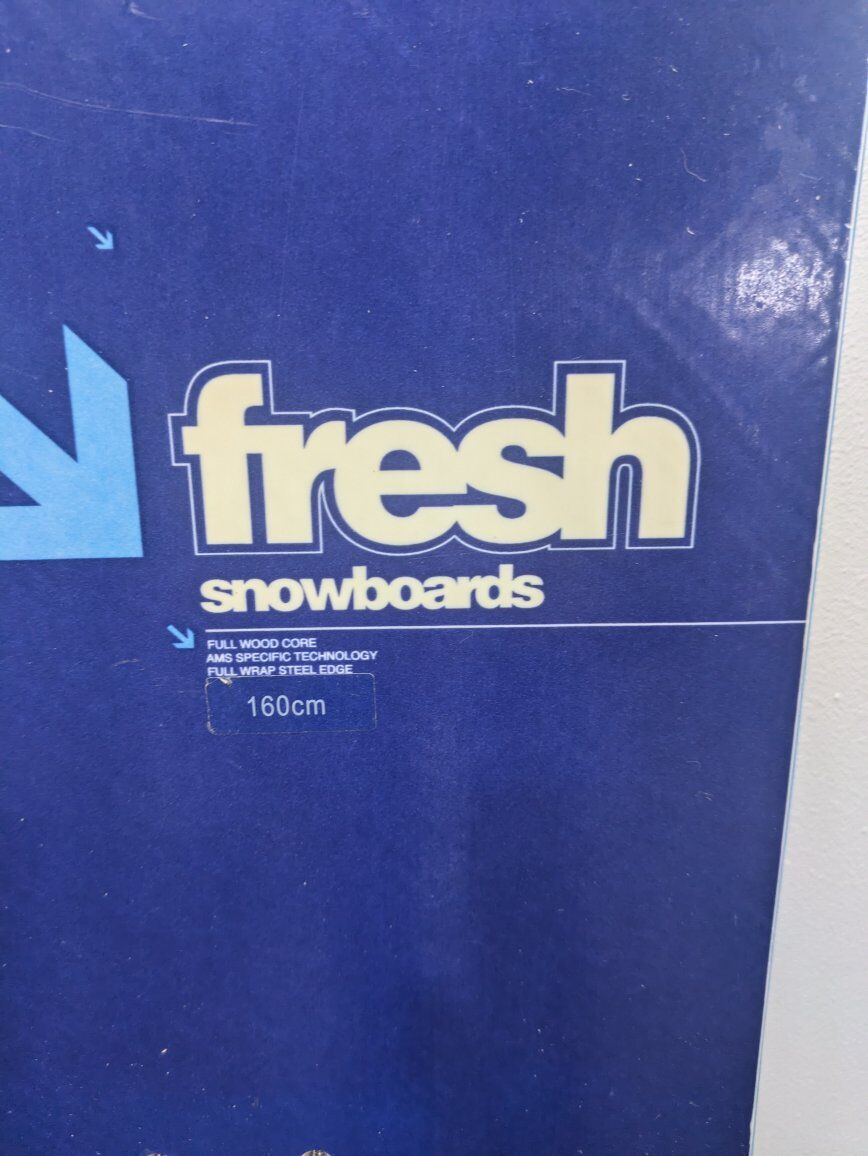 fresh
snowboards
FULL WOOD CORE
AMS SPECIFIC TECHNOLOGY
FULL WRAP STEEL EDGE
160cm